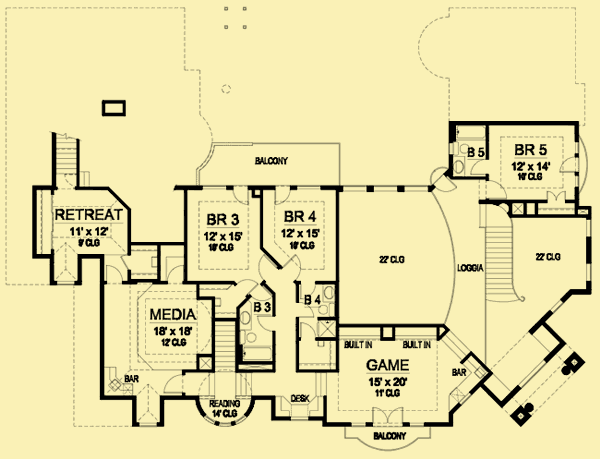 BALCONY
B 5
BR 5
12' x 14'
10' CLG
RETREAT
11' x 12'
9' CLG
BR 3
12' x 15'
10' CLG
BR 4
12' x 15'
10' CLG
22' CLG
LOGGIA
22' CLG
MEDIA
18' x 18'
12' CLG
B 3
B 4
BUILT IN
BUILT IN
GAME
15' x 20'
11' CLG
BAR
BAR
READING
14' CLG
DESK
BALCONY